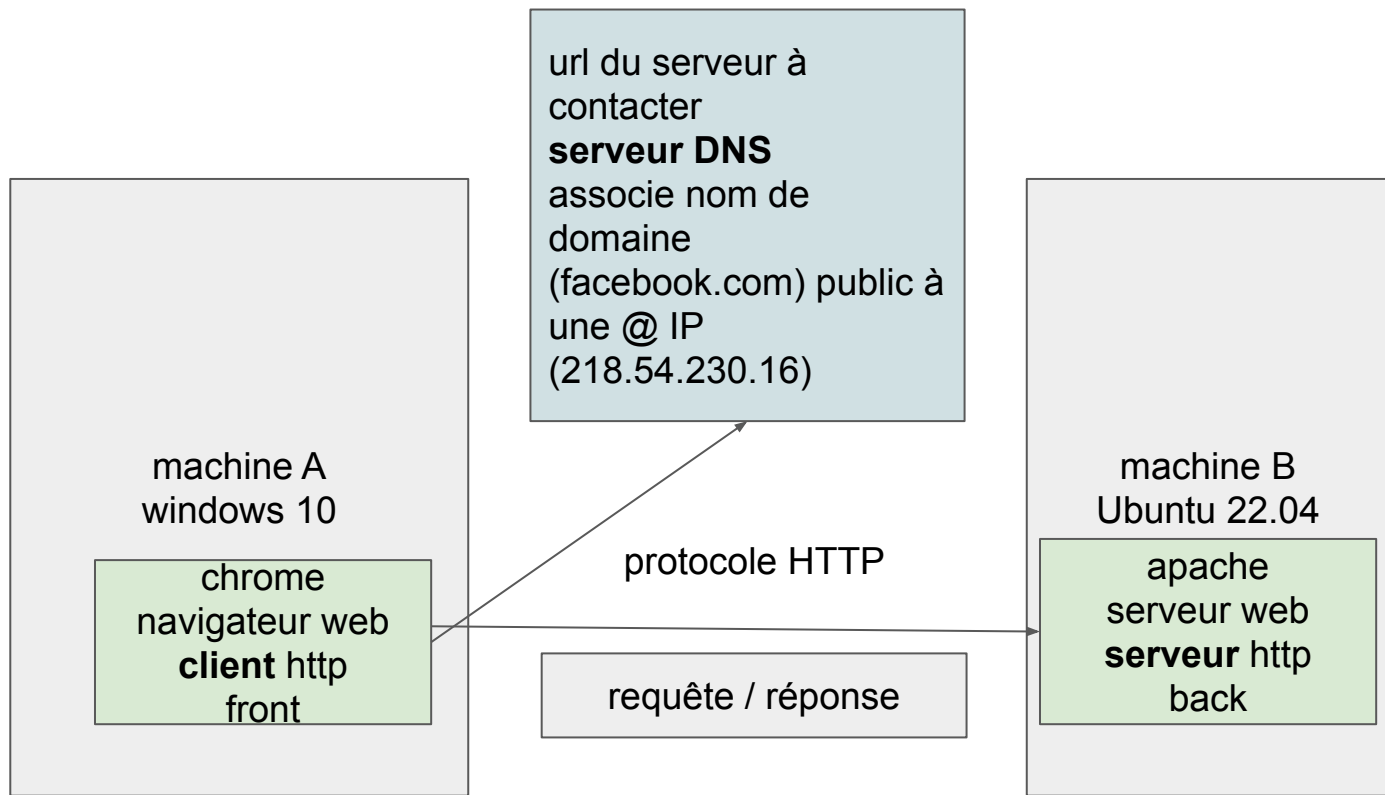 url du serveur à
contacter
serveur DNS
associe nom de
domaine
(facebook.com) public à
une @ IP
(218.54.230.16)
machine A
windows 10
chrome
navigateur web
client http
front
protocole HTTP
requête / réponse
machine B
Ubuntu 22.04
apache
serveur web
serveur http
back